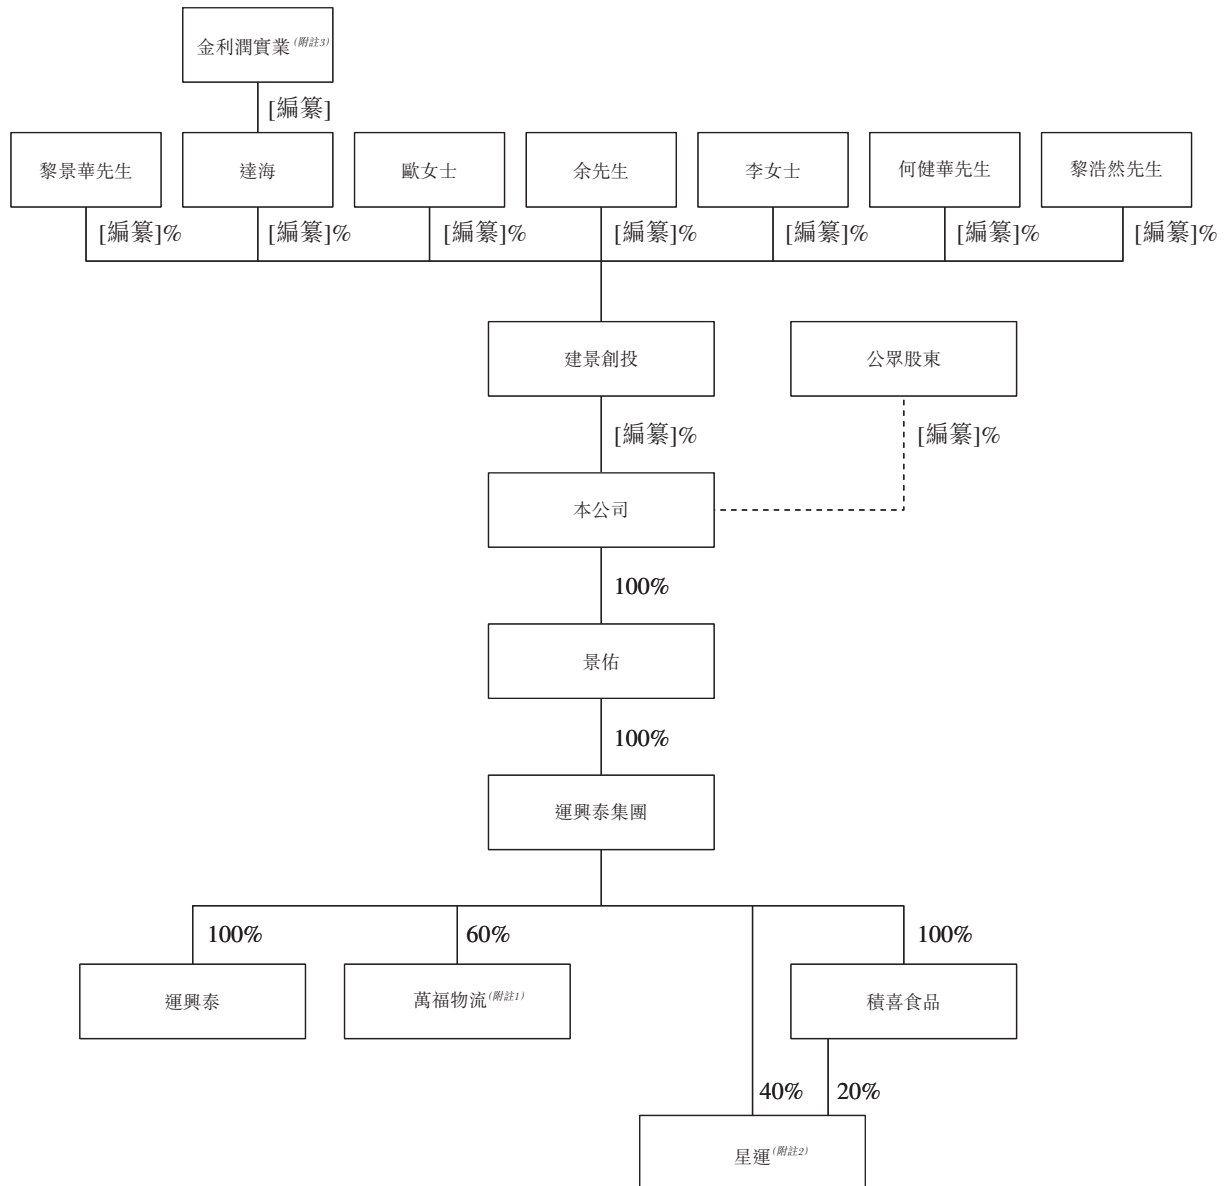 金利潤實業(附註3)
[編纂]
黎景華先生
達海
歐女士
余先生
李女士
何健華先生
黎浩然先生
[編纂]%
[編纂]%
[編纂]%
[編纂]%
[編纂]%
[編纂]%
[編纂]%
建景創投
公眾股東
[編纂]%
[編纂]%
本公司
100%
景佑
100%
運興泰集團
100%
60%
100%
運興泰
萬福物流(附註1)
積喜食品
40%
20%
星運(附註2)